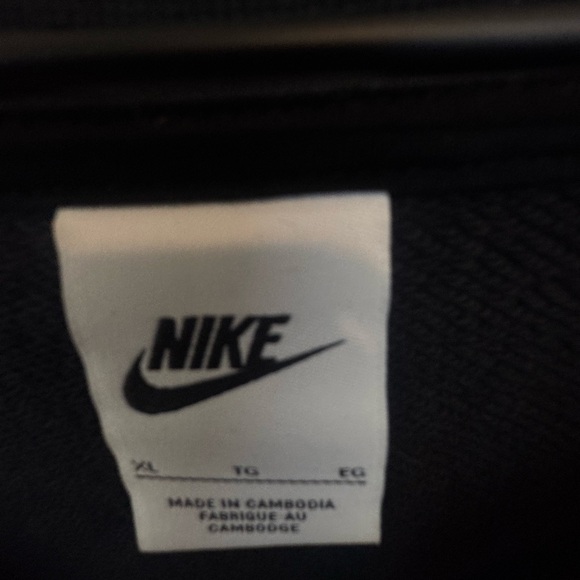 NIKE
XL TG EG
MADE IN CAMBODIA
FABRIQUE AU
CAMBODGE